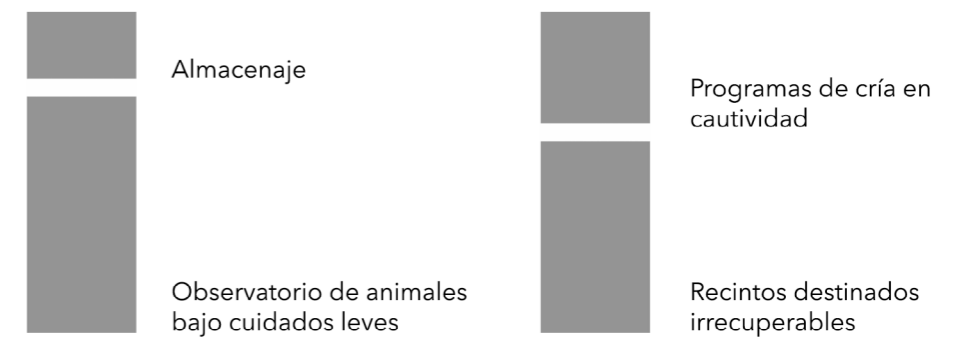 Almacenaje
Observatorio de animales
bajo cuidados leves
Programas de cría en
cautividad
Recintos destinados
irrecuperables